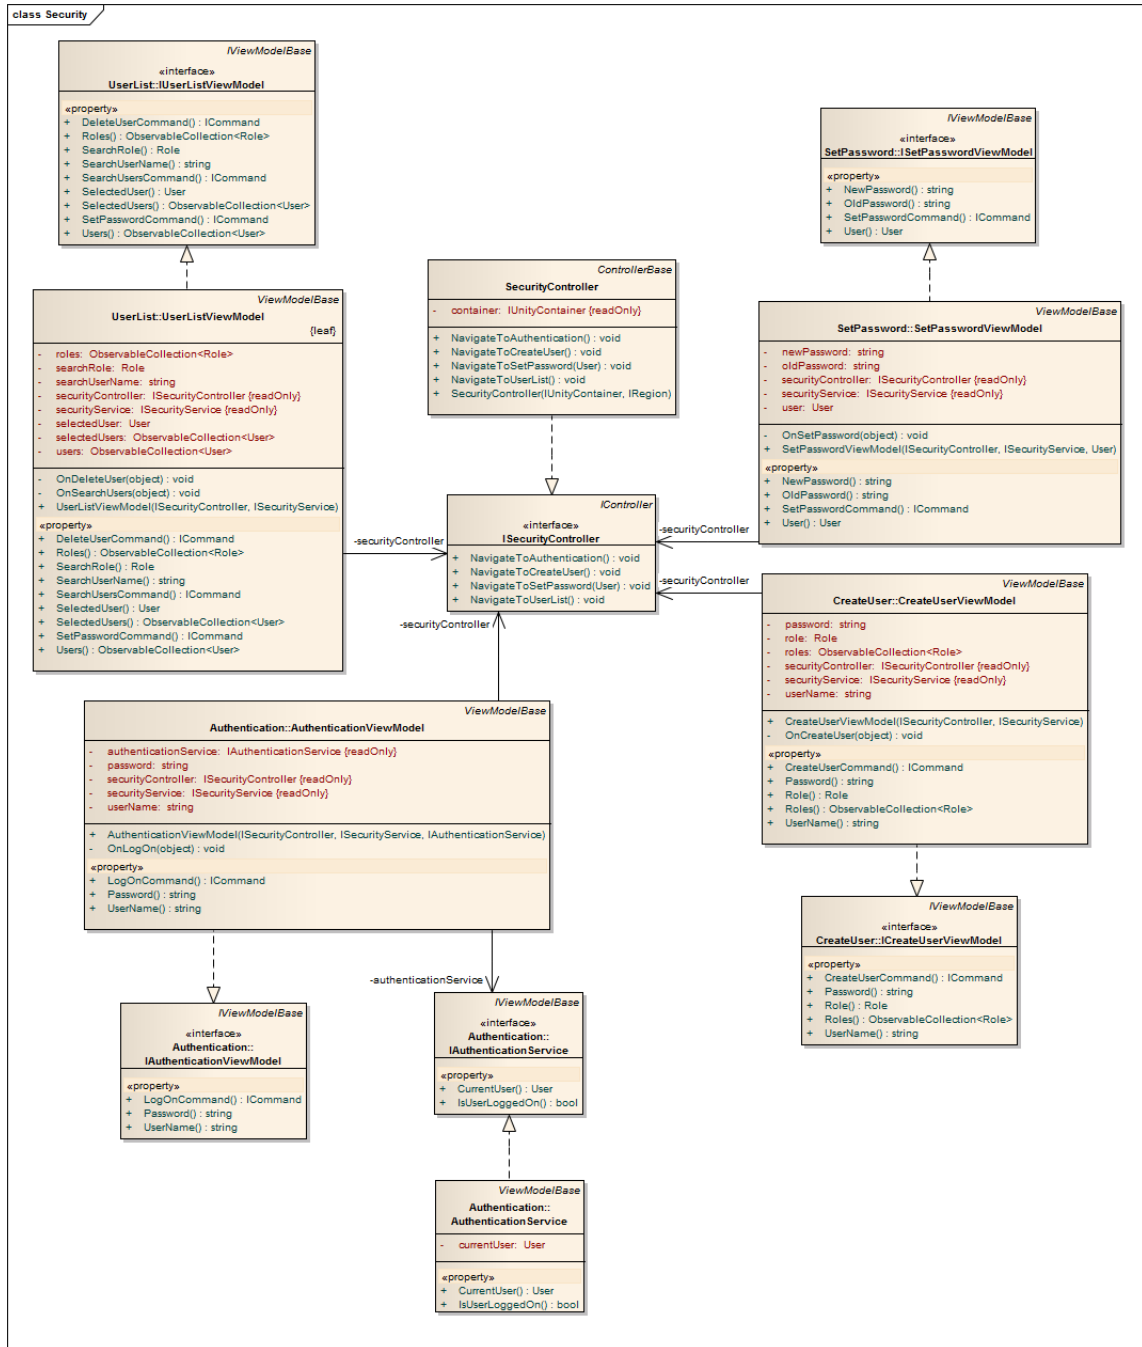 class Security
IViewModelBase
«interface»
UserList::IUserListViewModel
«property»
+ DeleteUserCommand() : ICommand
+ Roles() : ObservableCollection<Role>
+ SearchRole() : Role
+ SearchUserName() : string
+ SearchUsersCommand() : ICommand
+ SelectedUser() : User
+ SelectedUsers() : ObservableCollection<User>
+ SetPasswordCommand() : ICommand
+ Users() : ObservableCollection<User>
IViewModelBase
«interface»
SetPassword::ISetPasswordViewModel
«property»
+ NewPassword() : string
+ OldPassword() : string
+ SetPasswordCommand() : ICommand
+ User() : User
ControllerBase
SecurityController
- container: IUnityContainer {readOnly}
+ NavigateToAuthentication() : void
+ NavigateToCreateUser() : void
+ NavigateToSetPassword(User) : void
+ NavigateToUserList() : void
+ SecurityController(IUnityContainer, IRegion)
ViewModelBase
UserList::UserListViewModel
{leaf}
- roles: ObservableCollection<Role>
- searchRole: Role
- searchUserName: string
- securityController: ISecurityController {readOnly}
- securityService: ISecurityService {readOnly}
- selectedUser: User
- selectedUsers: ObservableCollection<User>
- users: ObservableCollection<User>
- OnDeleteUser(object) : void
- OnSearchUsers(object) : void
+ UserListViewModel(ISecurityController, ISecurityService)
«property»
+ DeleteUserCommand() : ICommand
+ Roles() : ObservableCollection<Role>
+ SearchRole() : Role
+ SearchUserName() : string
+ SearchUsersCommand() : ICommand
+ SelectedUser() : User
+ SelectedUsers() : ObservableCollection<User>
+ SetPasswordCommand() : ICommand
+ Users() : ObservableCollection<User>
ViewModelBase
SetPassword::SetPasswordViewModel
- newPassword: string
- oldPassword: string
- securityController: ISecurityController {readOnly}
- securityService: ISecurityService {readOnly}
- user: User
- OnSetPassword(object) : void
+ SetPasswordViewModel(ISecurityController, ISecurityService, User)
«property»
+ NewPassword() : string
+ OldPassword() : string
+ SetPasswordCommand() : ICommand
+ User() : User
-securityController
IController
«interface»
ISecurityController
+ NavigateToAuthentication() : void
+ NavigateToCreateUser() : void
+ NavigateToSetPassword(User) : void
+ NavigateToUserList() : void
-securityController
-securityController
-securityController
ViewModelBase
CreateUser::CreateUserViewModel
- password: string
- role: Role
- roles: ObservableCollection<Role>
- securityController: ISecurityController {readOnly}
- securityService: ISecurityService {readOnly}
- userName: string
+ CreateUserViewModel(ISecurityController, ISecurityService)
- OnCreateUser(object) : void
«property»
+ CreateUserCommand() : ICommand
+ Password() : string
+ Role() : Role
+ Roles() : ObservableCollection<Role>
+ UserName() : string
ViewModelBase
Authentication::AuthenticationViewModel
- authenticationService: IAuthenticationService {readOnly}
- password: string
- securityController: ISecurityController {readOnly}
- securityService: ISecurityService {readOnly}
- userName: string
+ AuthenticationViewModel(ISecurityController, ISecurityService, IAuthenticationService)
- OnLogOn(object) : void
«property»
+ LogOnCommand() : ICommand
+ Password() : string
+ UserName() : string
IViewModelBase
«interface»
CreateUser::ICreateUserViewModel
«property»
+ CreateUserCommand() : ICommand
+ Password() : string
+ Role() : Role
+ Roles() : ObservableCollection<Role>
+ UserName() : string
-authenticationService
IViewModelBase
«interface»
Authentication::
IAuthenticationViewModel
«property»
+ LogOnCommand() : ICommand
+ Password() : string
+ UserName() : string
IViewModelBase
«interface»
Authentication::
IAuthenticationService
«property»
+ CurrentUser() : User
+ IsUserLoggedOn() : bool
ViewModelBase
Authentication::
AuthenticationService
- currentUser: User
«property»
+ CurrentUser() : User
+ IsUserLoggedOn() : bool